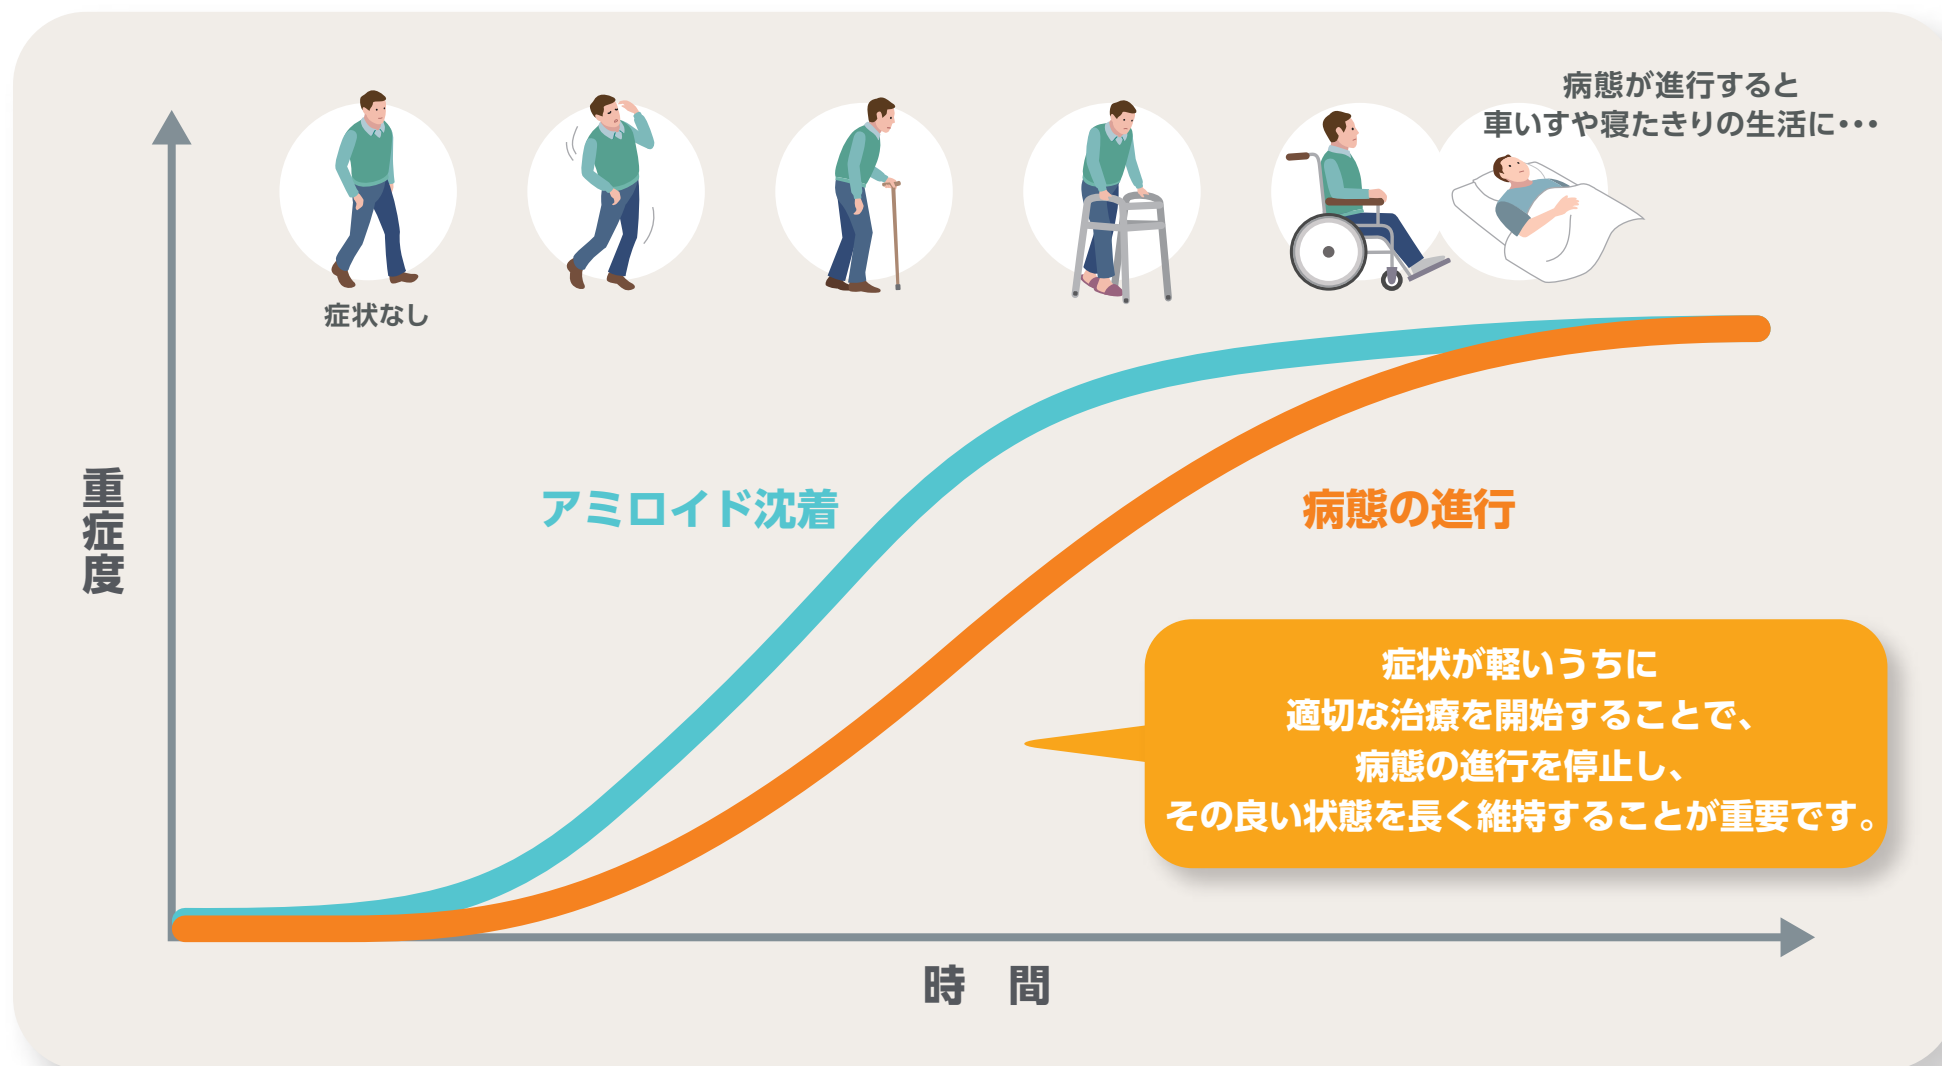 病態が進行すると
車いすや寝たきりの生活に・・・
症状なし
重症度
アミロイド沈着
病態の進行
症状が軽いうちに
適切な治療を開始することで、
病態の進行を停止し、
その良い状態を長く維持することが重要です。
時　間